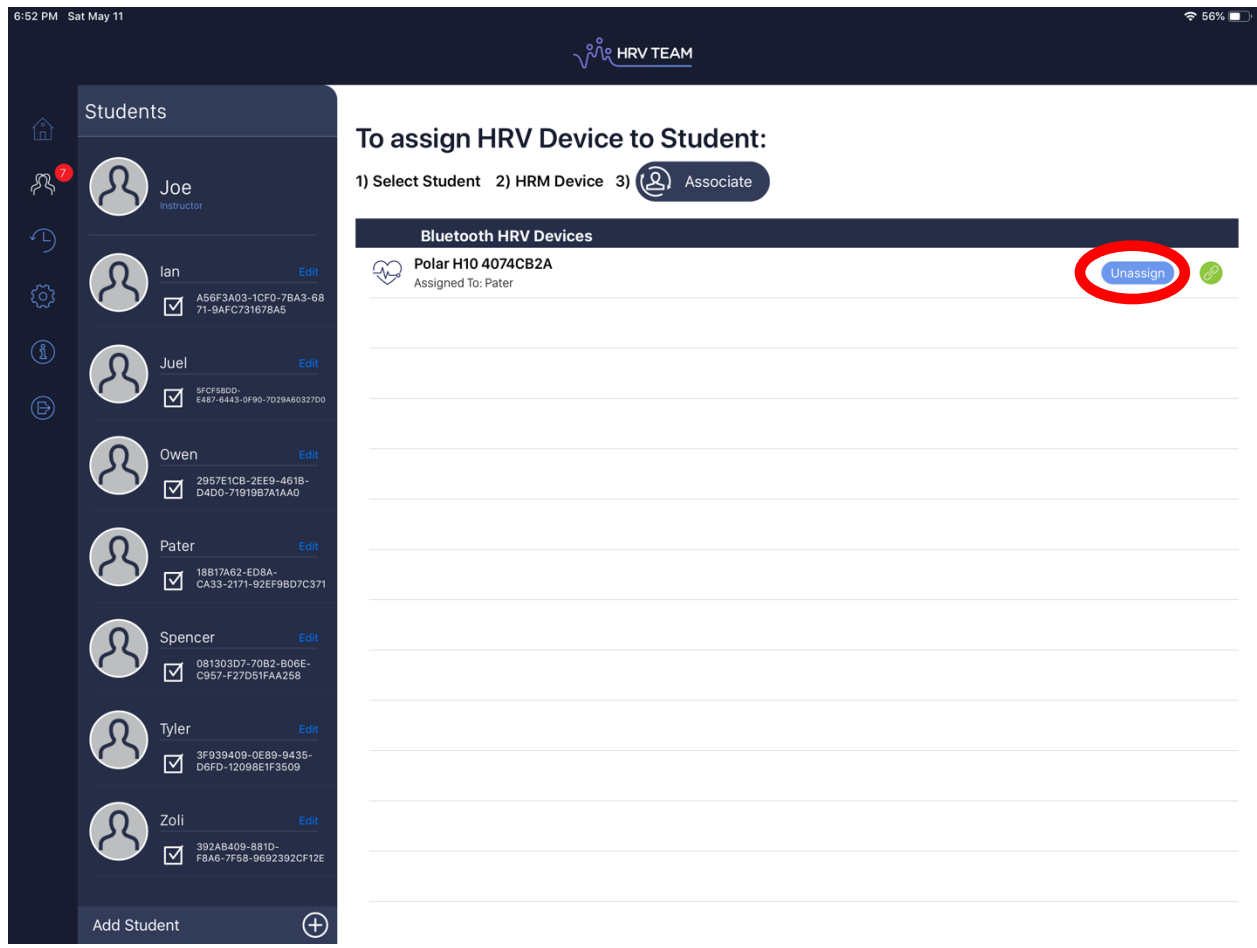 6:52 PM Sat May 11
56%
HRV TEAM
Students
Joe
Instructor
Ian Edit
A56F3A03-1CF0-7BA3-68
71-9AFC731678A5
Juel Edit
5FCF5BDD-
E487-6443-0F90-7D29A60327D0
Owen Edit
2957E1CB-2EE9-461B-
D4D0-71919B7A1AA0
Pater Edit
18B17A62-ED8A-
CA33-2171-92EF9BD7C371
Spencer Edit
081303D7-70B2-B06E-
C957-F27D51FAA258
Tyler Edit
3F939409-0E89-9435-
D6FD-12098E1F3509
Zoli Edit
392AB409-881D-
F8A6-7F58-9692392CF12E
Add Student
7
To assign HRV Device to Student:
1) Select Student 2) HRM Device 3) Associate
Bluetooth HRV Devices
Polar H10 4074CB2A
Assigned To: Pater
Unassign